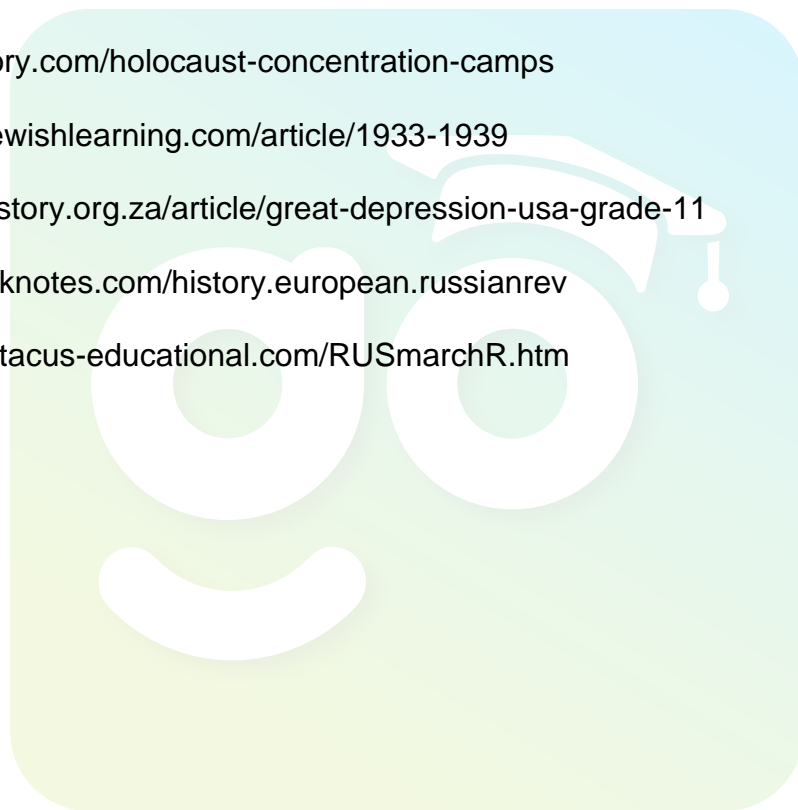 ory.com/holocaust-concentration-camps
ewishlearning.com/article/1933-1939
story.org.za/article/great-depression-usa-grade-11
knotes.com/history.european.russianrev
tacus-educational.com/RUSmarchR.htm
go